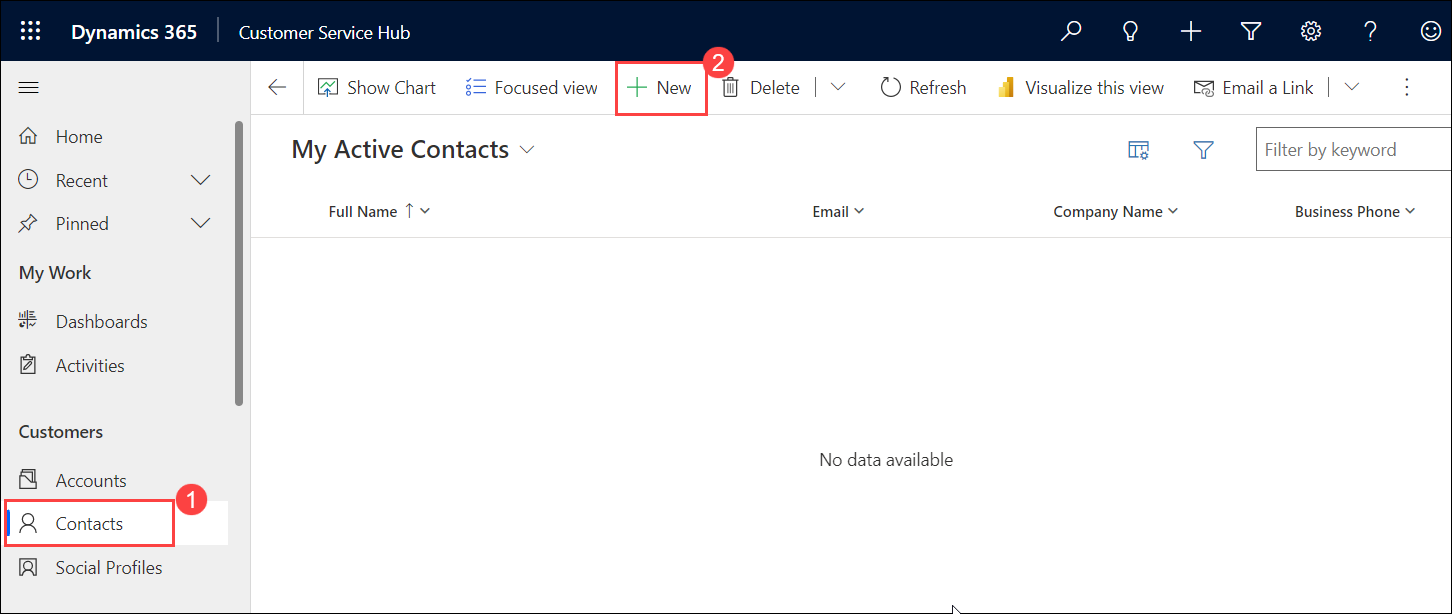 Dynamics 365 Customer Service Hub
Show Chart Focused view New 2 Delete Refresh Visualize this view Email a Link
Home
Recent
Pinned
My Work
Dashboards
Activities
Customers
Accounts
Contacts 1
Social Profiles
My Active Contacts Filter by keyword
Full Name Email Company Name Business Phone
No data available